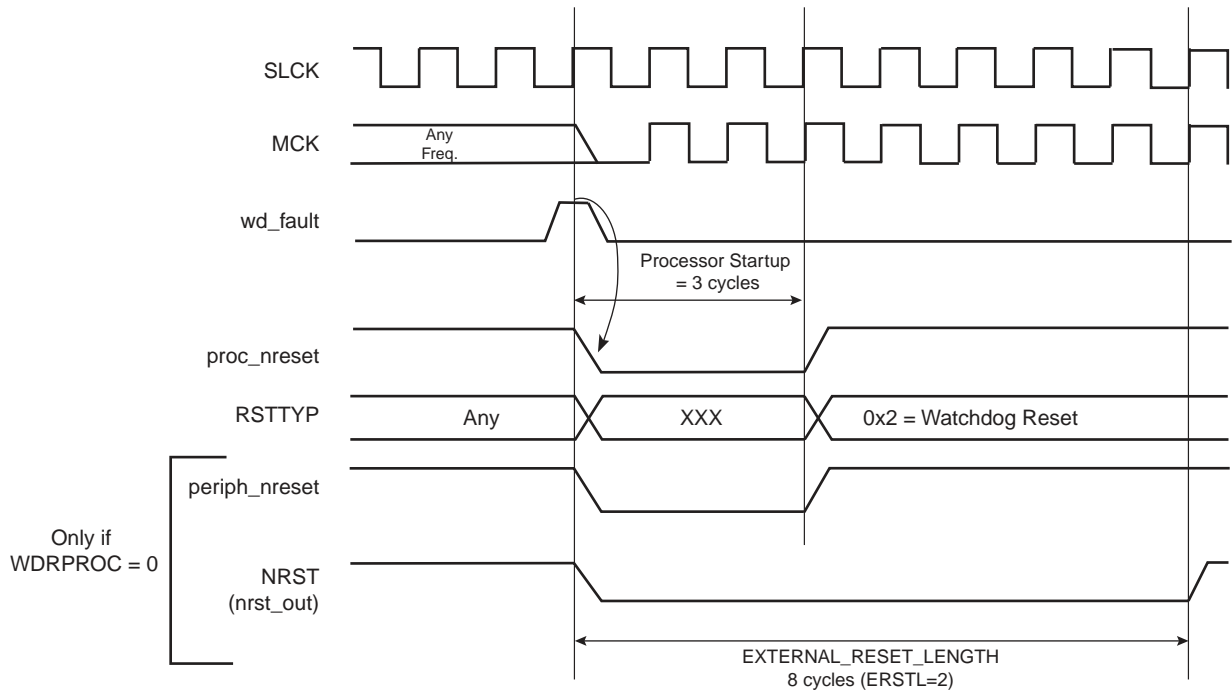 SLCK
MCK
Any
Freq.
wd_fault
Processor Startup
= 3 cycles
proc_nreset
RSTTYP
Any
XXX
0x2 = Watchdog Reset
periph_nreset
Only if
WDRPROC = 0
NRST
(nrst_out)
EXTERNAL_RESET_LENGTH
8 cycles (ERSTL=2)